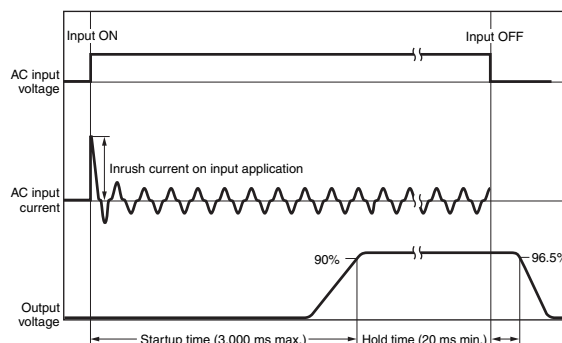 Input ON
Input OFF
AC input
voltage
Inrush current on input application
AC input
current
90%
96.5%
Output
voltage
Startup time (3,000 ms max.)
Hold time (20 ms min.)